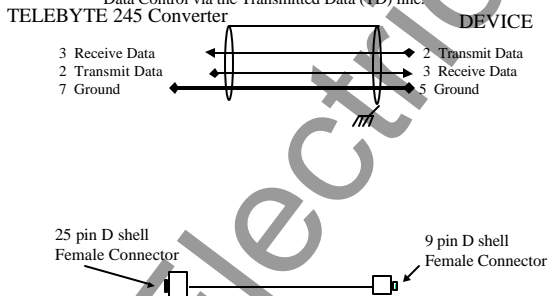 Data Control via the Transmitted Data (TD) line.
TELEBYTE 245 Converter
DEVICE
3 Receive Data
2 Transmit Data
2 Transmit Data
3 Receive Data
7 Ground
5 Ground
25 pin D shell
Female Connector
9 pin D shell
Female Connector